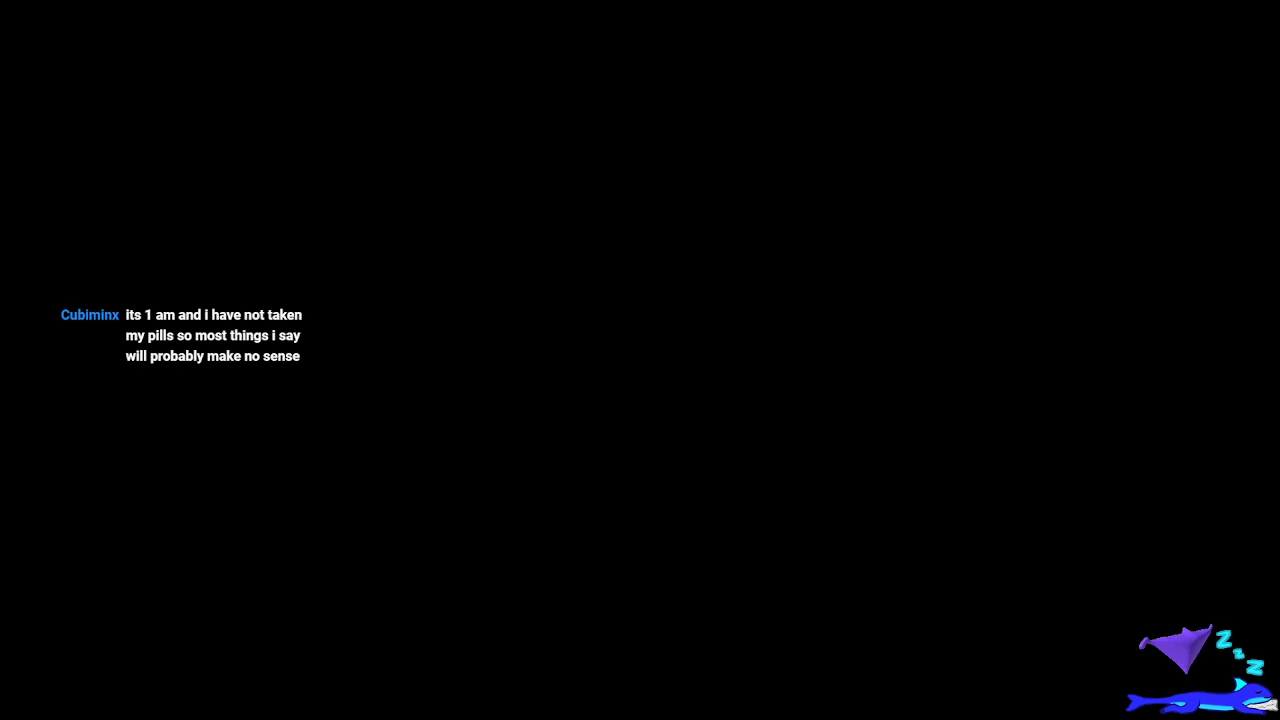 Cubiminx its 1 am and i have not taken
my pills so most things i say
will probably make no sense
Z
z
Z